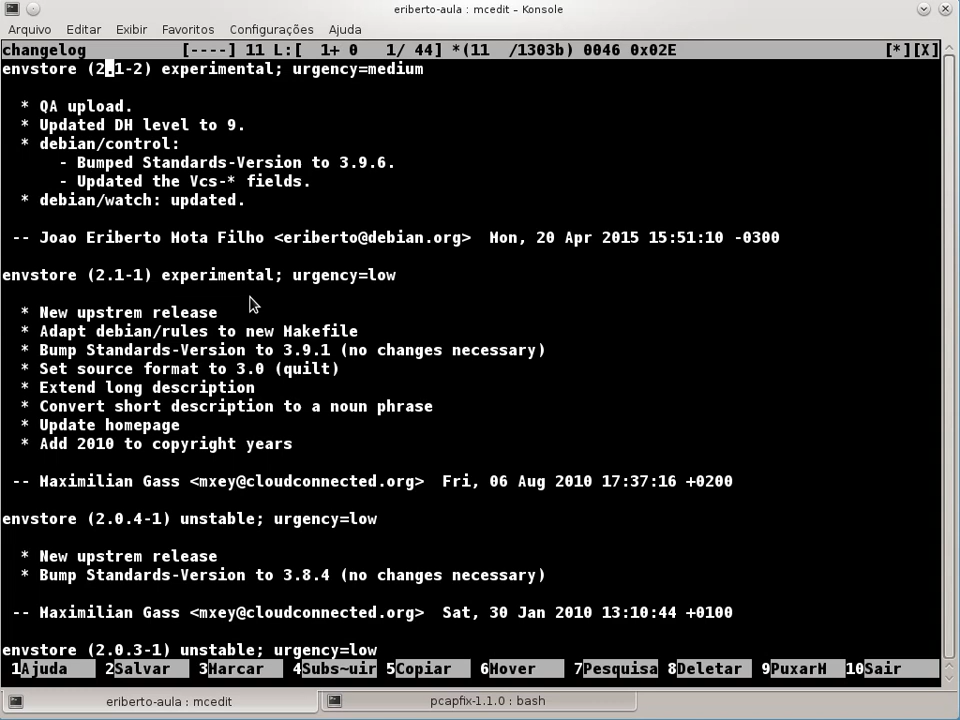 eriberto-aula : mcedit – Konsole
Arquivo Editar Exibir Favoritos Configurações Ajuda
changelog [----] 11 L:[ 1+ 0 1/ 44] *(11 /1303b) 0046 0x02E [*][X]
envstore (2.1-2) experimental; urgency=medium
* QA upload.
* Updated DH level to 9.
* debian/control:
- Bumped Standards-Version to 3.9.6.
- Updated the Vcs-* fields.
* debian/watch: updated.
-- Joao Eriberto Mota Filho <eriberto@debian.org> Mon, 20 Apr 2015 15:51:10 -0300
envstore (2.1-1) experimental; urgency=low
* New upstrem release
* Adapt debian/rules to new Makefile
* Bump Standards-Version to 3.9.1 (no changes necessary)
* Set source format to 3.0 (quilt)
* Extend long description
* Convert short description to a noun phrase
* Update homepage
* Add 2010 to copyright years
-- Maximilian Gass <mxey@cloudconnected.org> Fri, 06 Aug 2010 17:37:16 +0200
envstore (2.0.4-1) unstable; urgency=low
* New upstrem release
* Bump Standards-Version to 3.8.4 (no changes necessary)
-- Maximilian Gass <mxey@cloudconnected.org> Sat, 30 Jan 2010 13:10:44 +0100
envstore (2.0.3-1) unstable; urgency=low
1Ajuda 2Salvar 3Marcar 4Subs~uir 5Copiar 6Mover 7Pesquisa 8Deletar 9PuxarM 10Sair
eriberto-aula : mcedit pcapfix-1.1.0 : bash